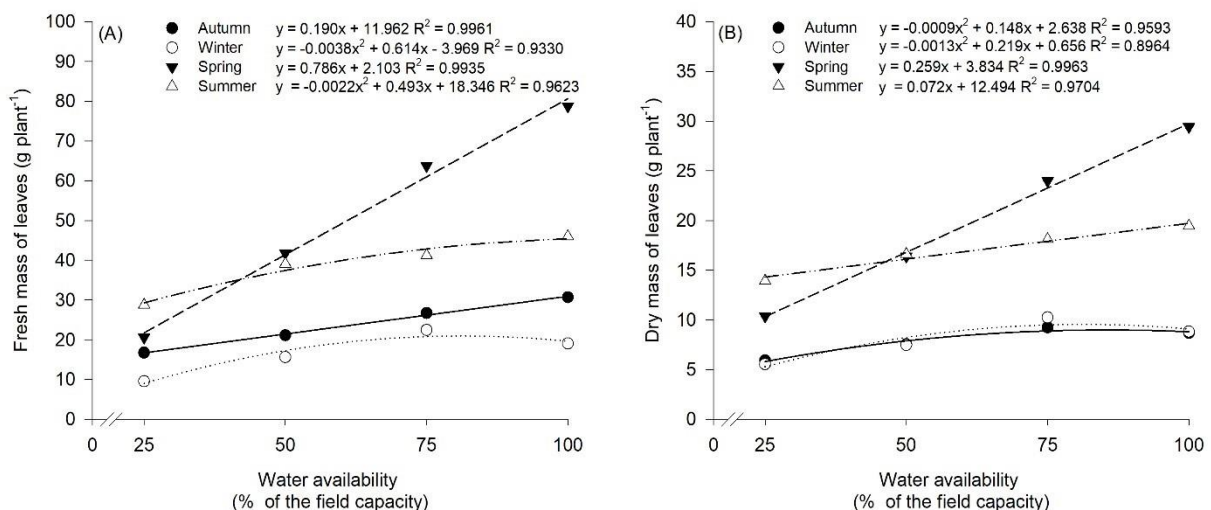 (A)
Autumn y = 0.190x + 11.962 R² = 0.9961
Winter y = -0.0038x² + 0.614x - 3.969 R² = 0.9330
Spring y = 0.786x + 2.103 R² = 0.9935
Summer y = -0.0022x² + 0.493x + 18.346 R² = 0.9623
Fresh mass of leaves (g plant⁻¹)
100
90
80
70
60
50
40
30
20
10
0
0 25 50 75 100
Water availability
(% of the field capacity)
(B)
Autumn y = -0.0009x² + 0.148x + 2.638 R² = 0.9593
Winter y = -0.0013x² + 0.219x + 0.656 R² = 0.8964
Spring y = 0.259x + 3.834 R² = 0.9963
Summer y = 0.072x + 12.494 R² = 0.9704
Dry mass of leaves (g plant⁻¹)
40
35
30
25
20
15
10
5
0
0 25 50 75 100
Water availability
(% of the field capacity)